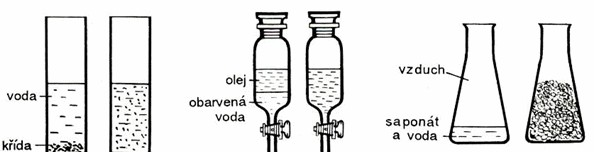 voda
křída
olej
obarvená
voda
vzduch
saponát
a voda